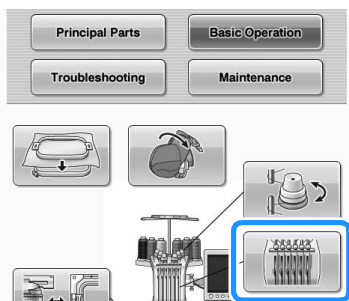 Principal Parts
Basic Operation
Troubleshooting
Maintenance